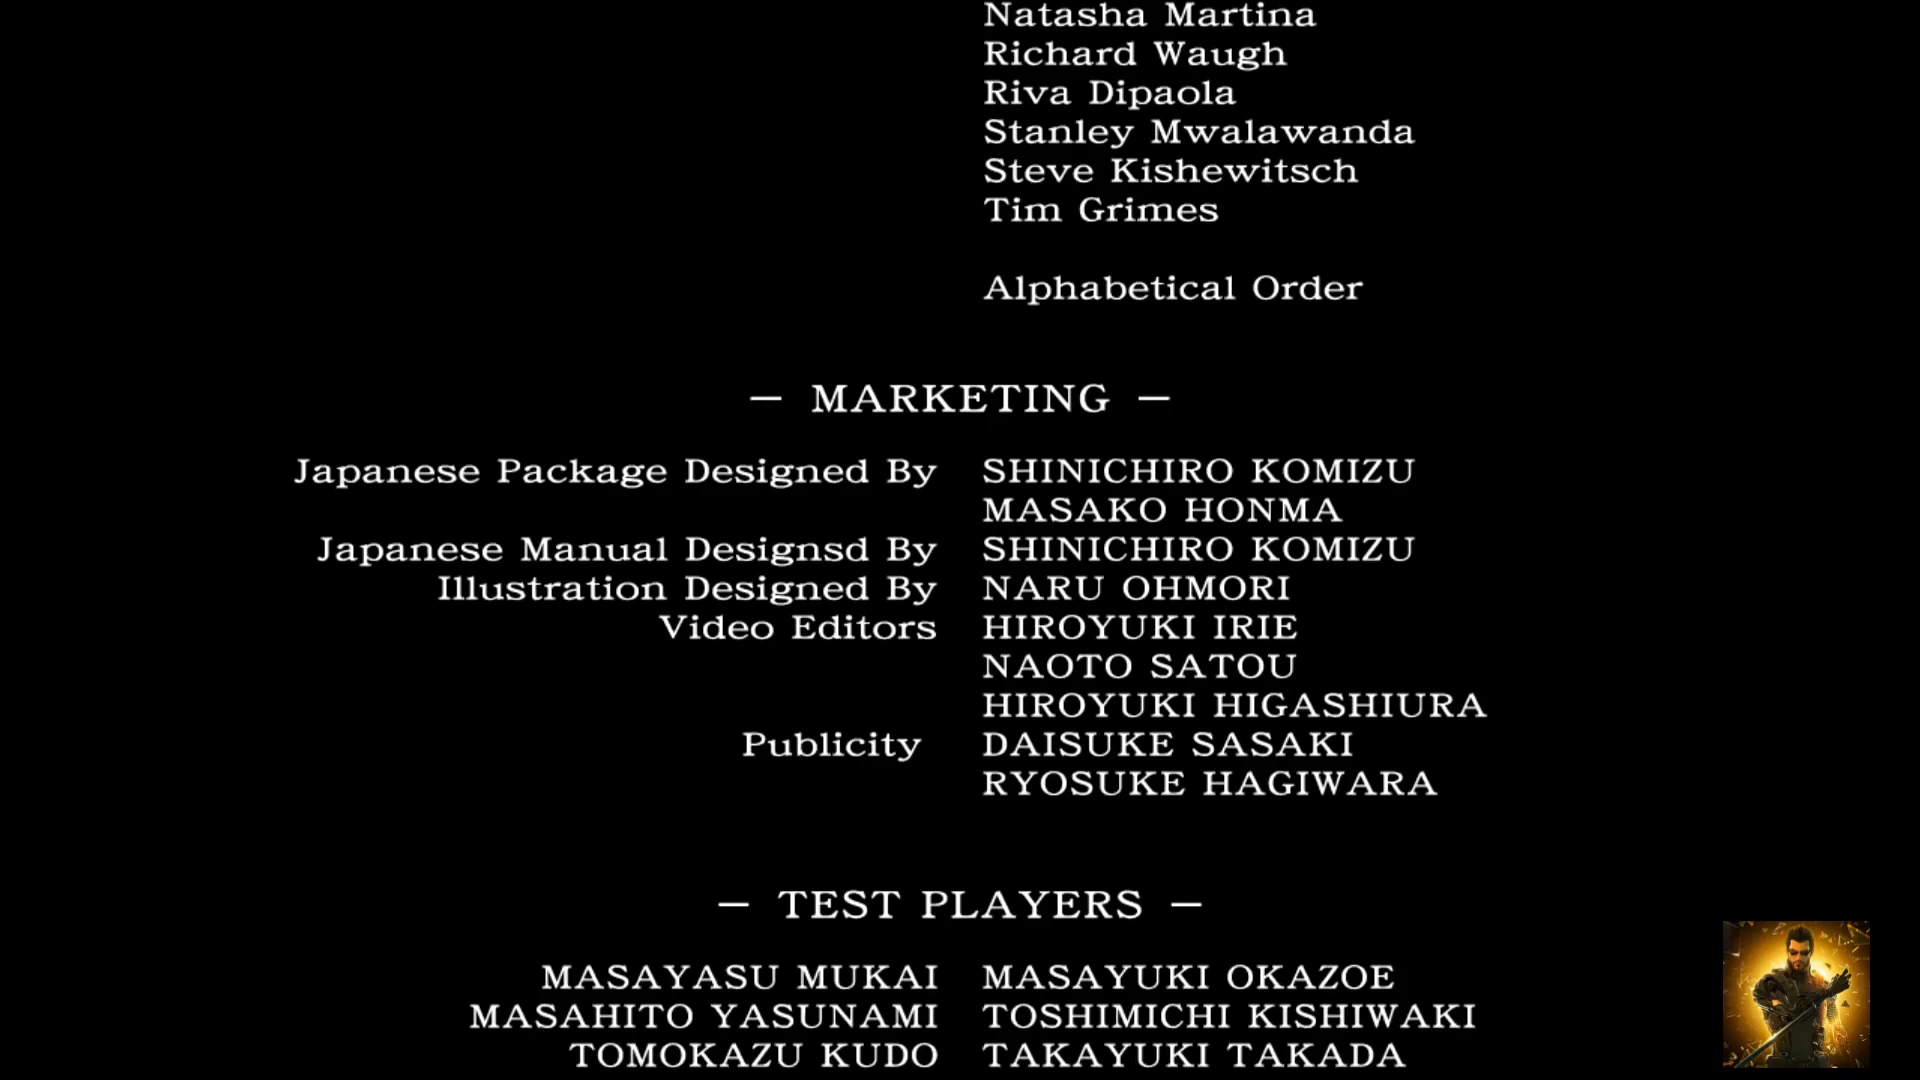 Natasha Martina
Richard Waugh
Riva Dipaola
Stanley Mwalawanda
Steve Kishewitsch
Tim Grimes
Alphabetical Order
— MARKETING —
Japanese Package Designed By SHINICHIRO KOMIZU
MASAKO HONMA
Japanese Manual Designsd By SHINICHIRO KOMIZU
Illustration Designed By NARU OHMORI
Video Editors HIROYUKI IRIE
NAOTO SATOU
HIROYUKI HIGASHIURA
Publicity DAISUKE SASAKI
RYOSUKE HAGIWARA
— TEST PLAYERS —
MASAYASU MUKAI MASAYUKI OKAZOE
MASAHITO YASUNAMI TOSHIMICHI KISHIWAKI
TOMOKAZU KUDO TAKAYUKI TAKADA